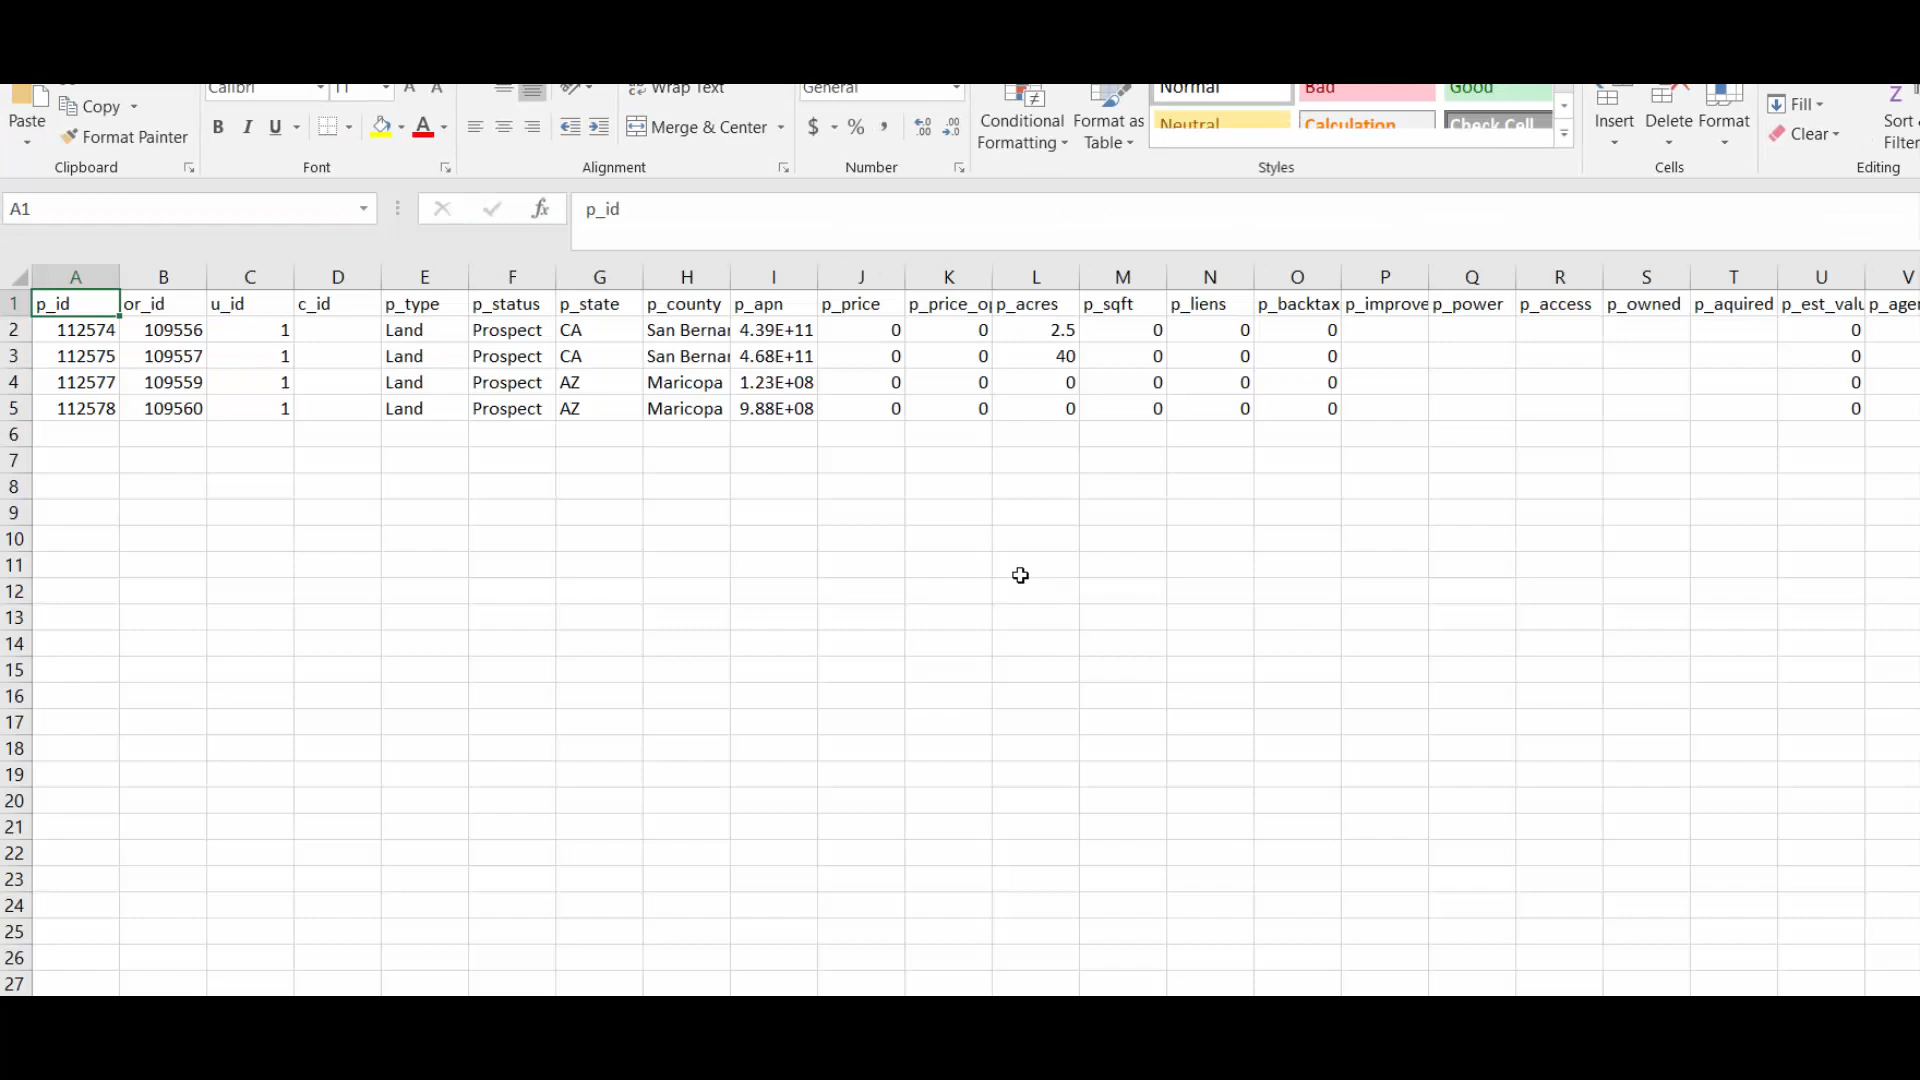 Calibri 11 Wrap Text General Normal Bad Good
Copy Fill
Paste Conditional Format as Insert Delete Format Sort
Format Painter B I U A Merge & Center $ % Formatting Table Neutral Calculation Check Cell Clear Filter
Clipboard Font Alignment Number Styles Cells Editing
A1 fx p_id
A B C D E F G H I J K L M N O P Q R S T U V
1 p_id or_id u_id c_id p_type p_status p_state p_county p_apn p_price p_price_o p_acres p_sqft p_liens p_backtax p_improve p_power p_access p_owned p_aquired p_est_valu p_age
2 112574 109556 1 Land Prospect CA San Berna 4.39E+11 0 0 2.5 0 0 0 0
3 112575 109557 1 Land Prospect CA San Berna 4.68E+11 0 0 40 0 0 0 0
4 112577 109559 1 Land Prospect AZ Maricopa 1.23E+08 0 0 0 0 0 0 0
5 112578 109560 1 Land Prospect AZ Maricopa 9.88E+08 0 0 0 0 0 0 0
6
7
8
9
10
11
12
13
14
15
16
17
18
19
20
21
22
23
24
25
26
27